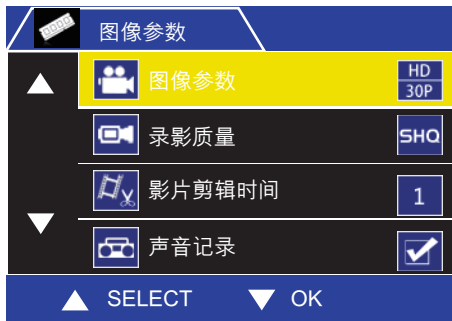 图像参数
图像参数 HD 30P
录影质量 SHQ
影片剪辑时间 1
声音记录
SELECT OK